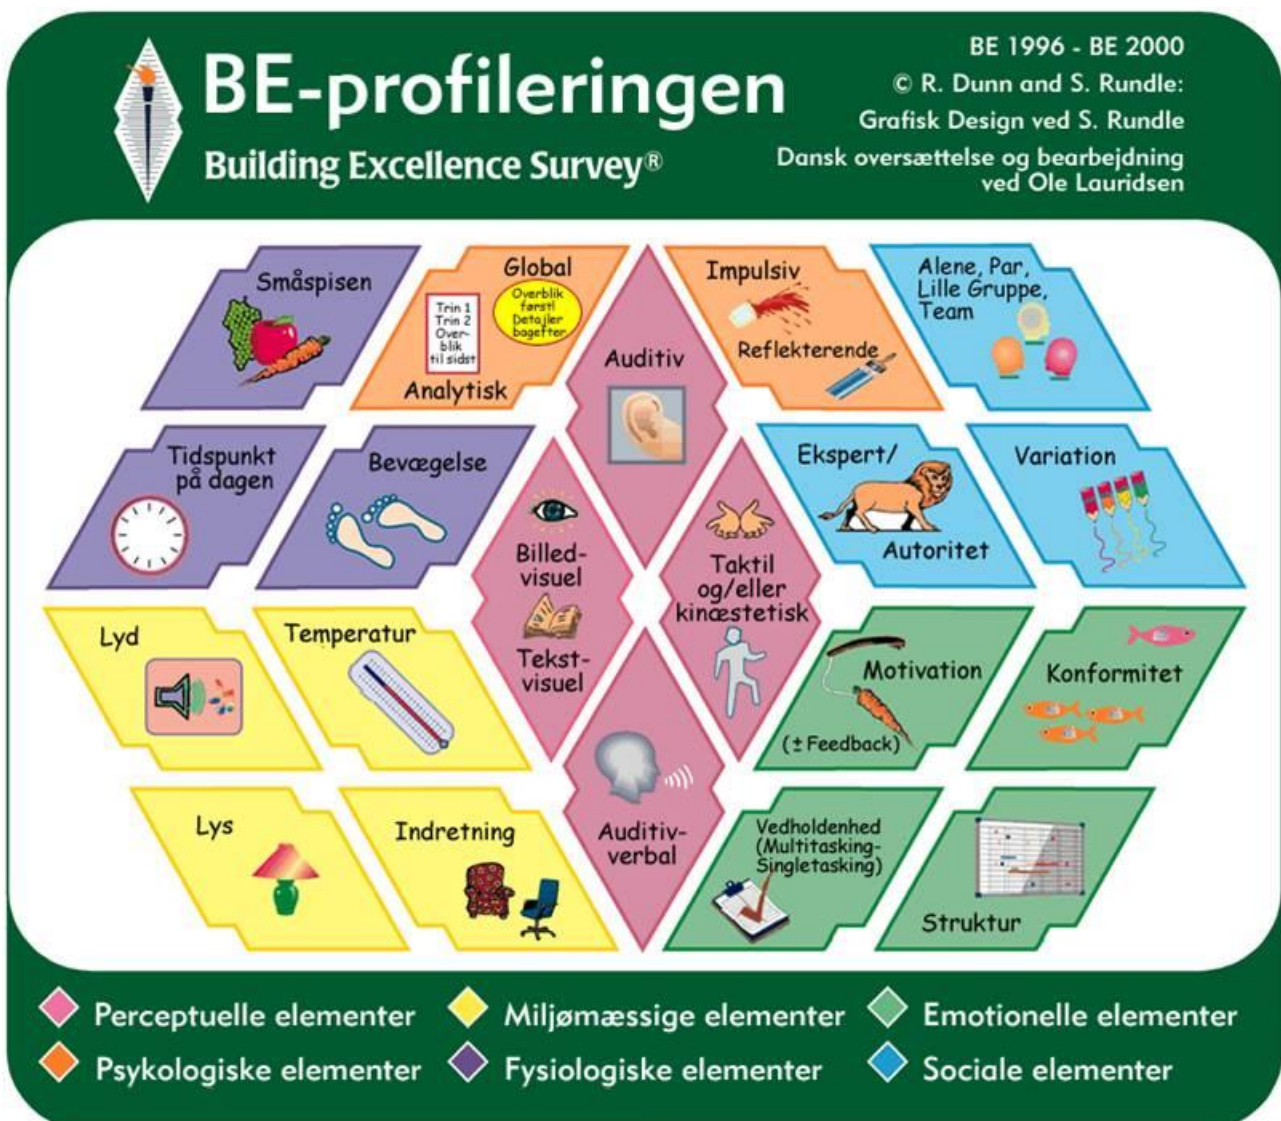 BE-profileringen
Building Excellence Survey®
BE 1996 - BE 2000
© R. Dunn and S. Rundle:
Grafisk Design ved S. Rundle
Dansk oversættelse og bearbejdning
ved Ole Lauridsen
Småspisen
Global
Overblik
først!
Detaljer
bagefter
Trin 1
Trin 2
Over-
blik
til sidst
Analytisk
Auditiv
Impulsiv
Reflekterende
Alene, Par,
Lille Gruppe,
Team
Tidspunkt
på dagen
Bevægelse
Billed-
visuel
Tekst-
visuel
Taktil
og/eller
kinæstetisk
Ekspert/
Autoritet
Variation
Lyd
Temperatur
Motivation
(±Feedback)
Konformitet
Lys
Indretning
Auditiv-
verbal
Vedholdenhed
(Multitasking-
Singletasking)
Struktur
Perceptuelle elementer
Miljømæssige elementer
Emotionelle elementer
Psykologiske elementer
Fysiologiske elementer
Sociale elementer